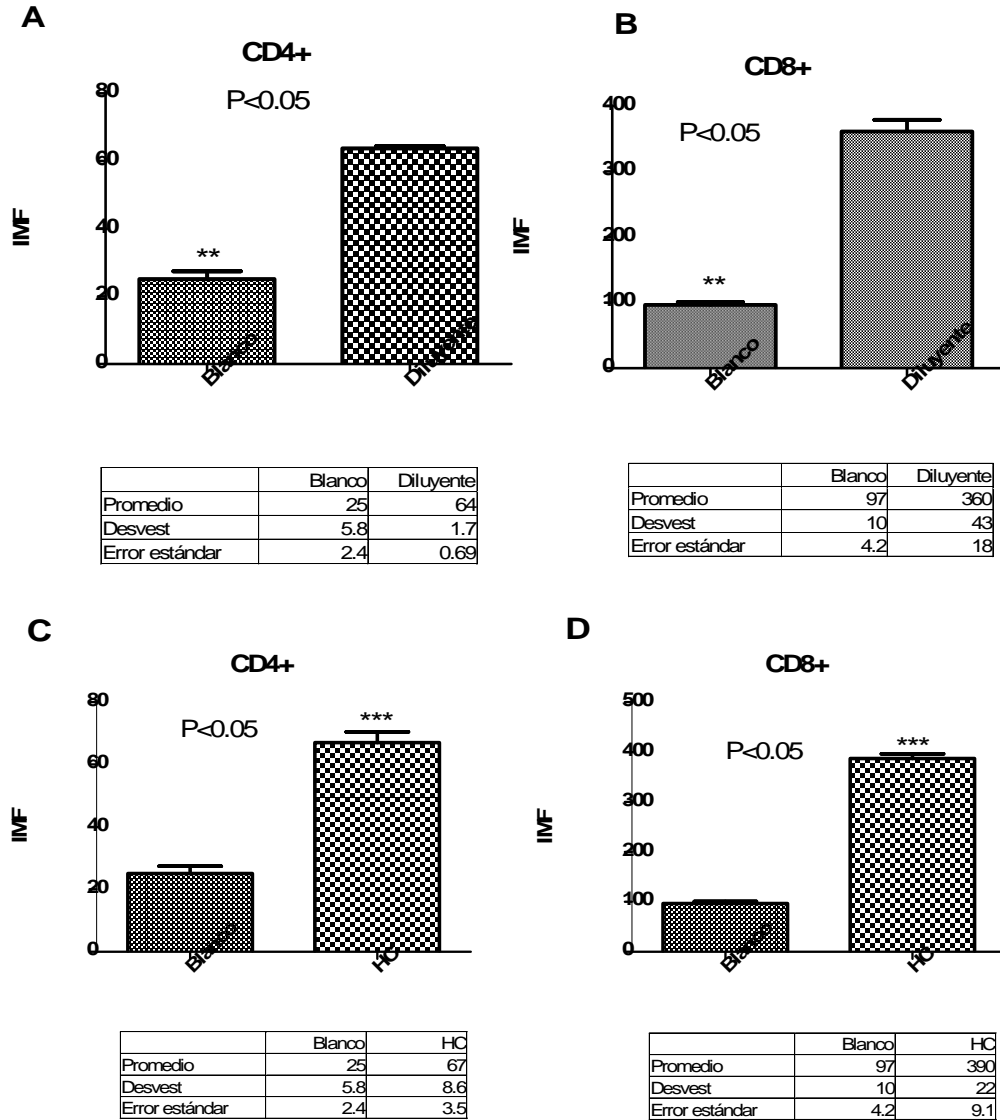 A
CD4+
P<0.05
IMF
80
60
40
20
0
**
Blanco
Diluyente
Blanco Diluyente
Promedio 25 64
Desvest 5.8 1.7
Error estándar 2.4 0.69
B
CD8+
P<0.05
IMF
400
300
200
100
0
**
Blanco
Diluyente
Blanco Diluyente
Promedio 97 360
Desvest 10 43
Error estándar 4.2 18
C
CD4+
P<0.05
IMF
80
60
40
20
0
***
Blanco
HC
Blanco HC
Promedio 25 67
Desvest 5.8 8.6
Error estándar 2.4 3.5
D
CD8+
P<0.05
IMF
500
400
300
200
100
0
***
Blanco
HC
Blanco HC
Promedio 97 390
Desvest 10 22
Error estándar 4.2 9.1